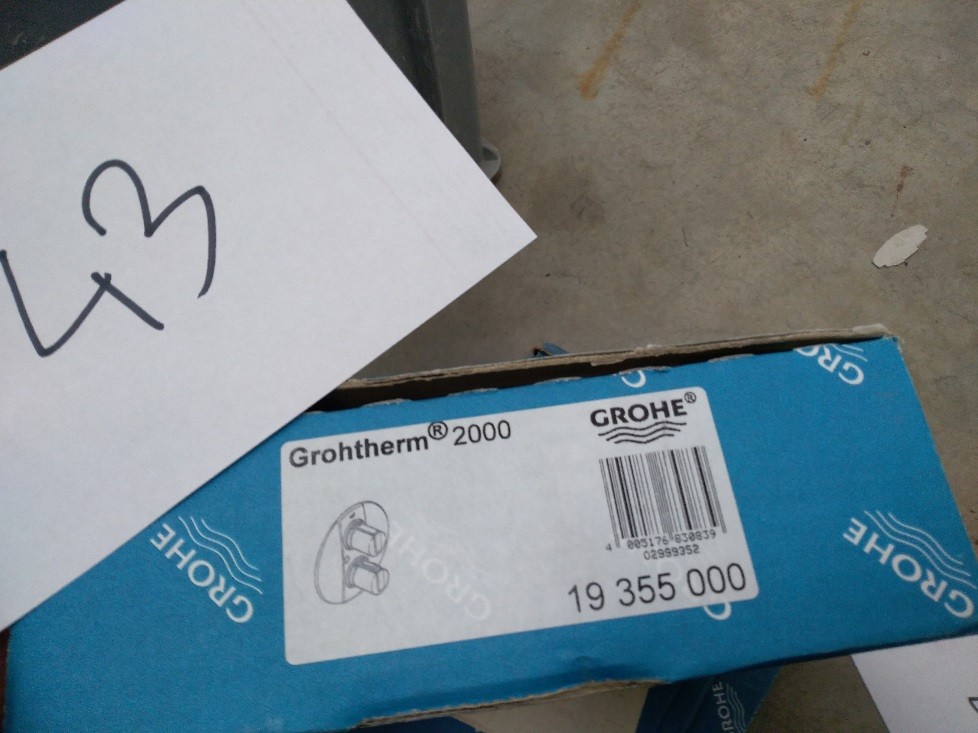 43
Grohtherm® 2000
GROHE®
4 005176 830839
02999352
19 355 000
GROHE
GROHE
GROHE
GROHE